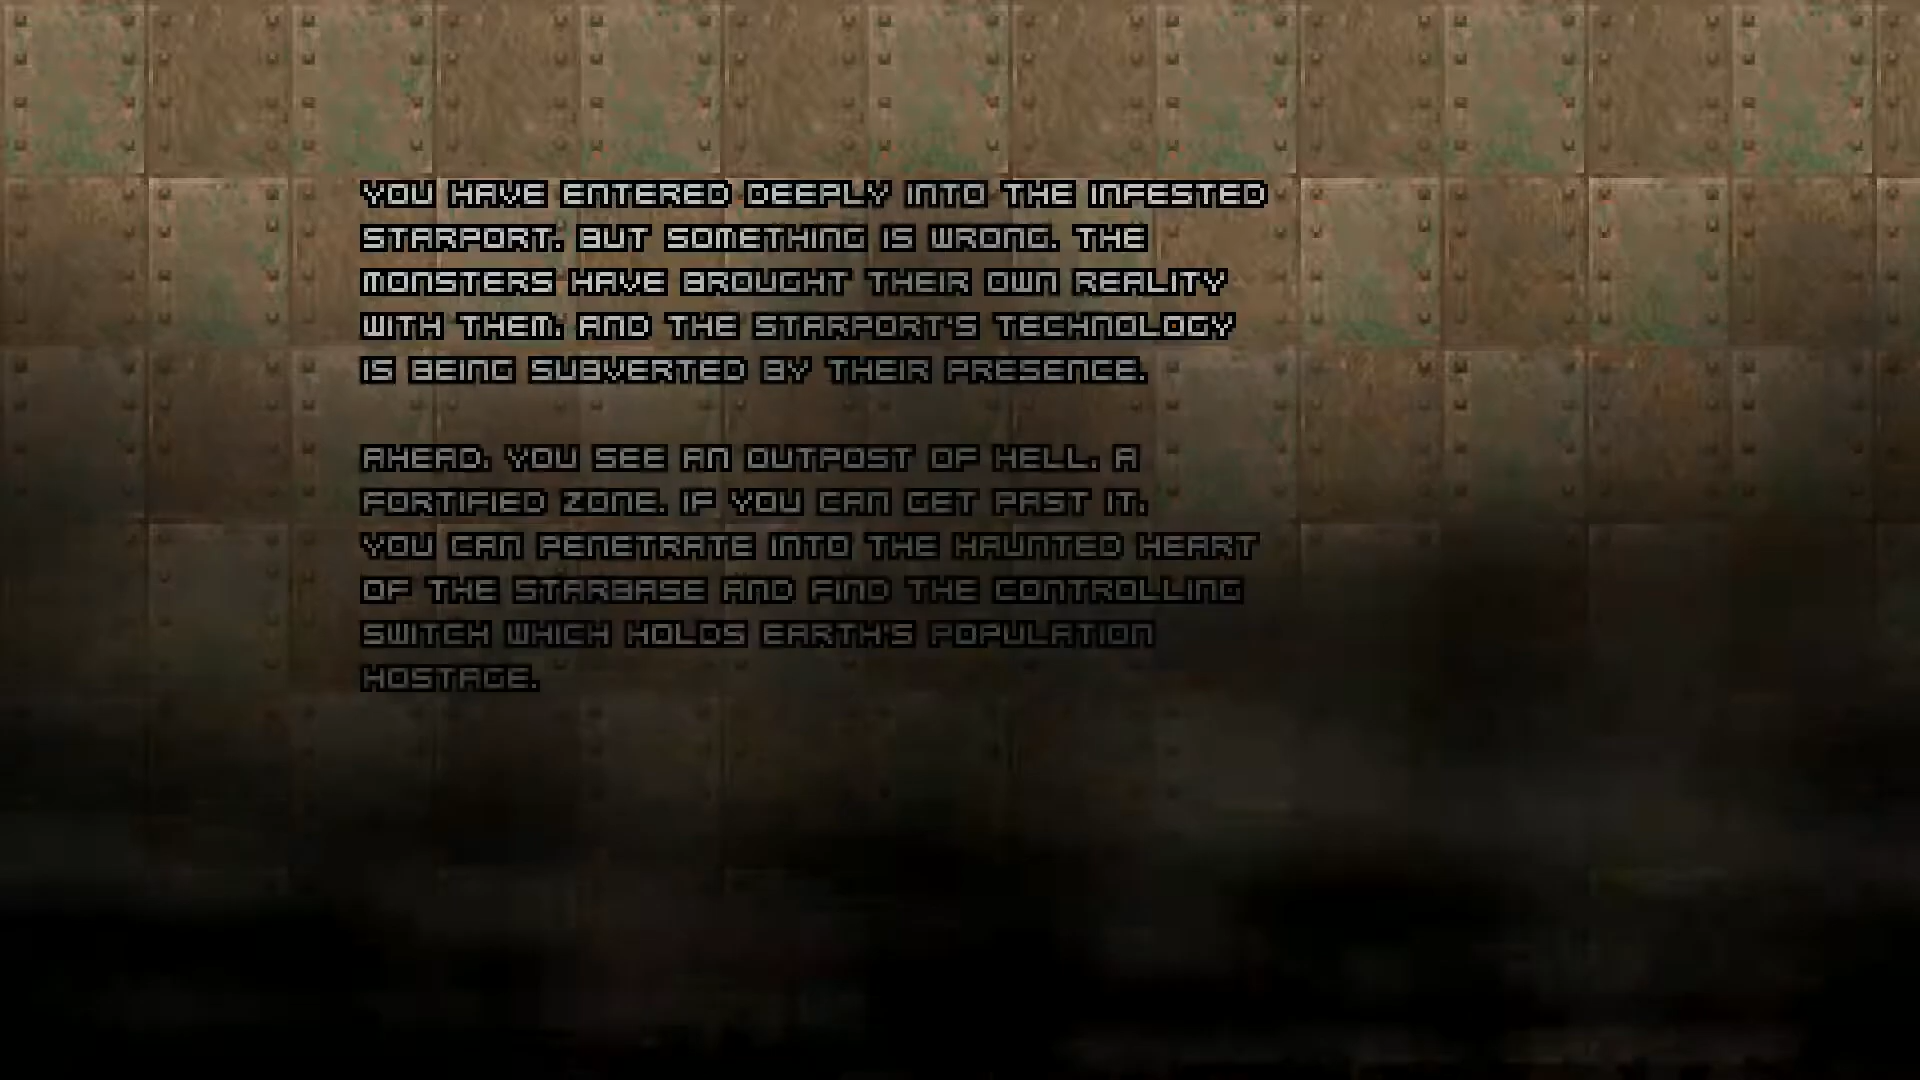 YOU HAVE ENTERED DEEPLY INTO THE INFESTED
STARPORT. BUT SOMETHING IS WRONG. THE
MONSTERS HAVE BROUGHT THEIR OWN REALITY
WITH THEM, AND THE STARPORT'S TECHNOLOGY
IS BEING SUBVERTED BY THEIR PRESENCE.
AHEAD, YOU SEE AN OUTPOST OF HELL, A
FORTIFIED ZONE. IF YOU CAN GET PAST IT,
YOU CAN PENETRATE INTO THE HAUNTED HEART
OF THE STARBASE AND FIND THE CONTROLLING
SWITCH WHICH HOLDS EARTH'S POPULATION
HOSTAGE.